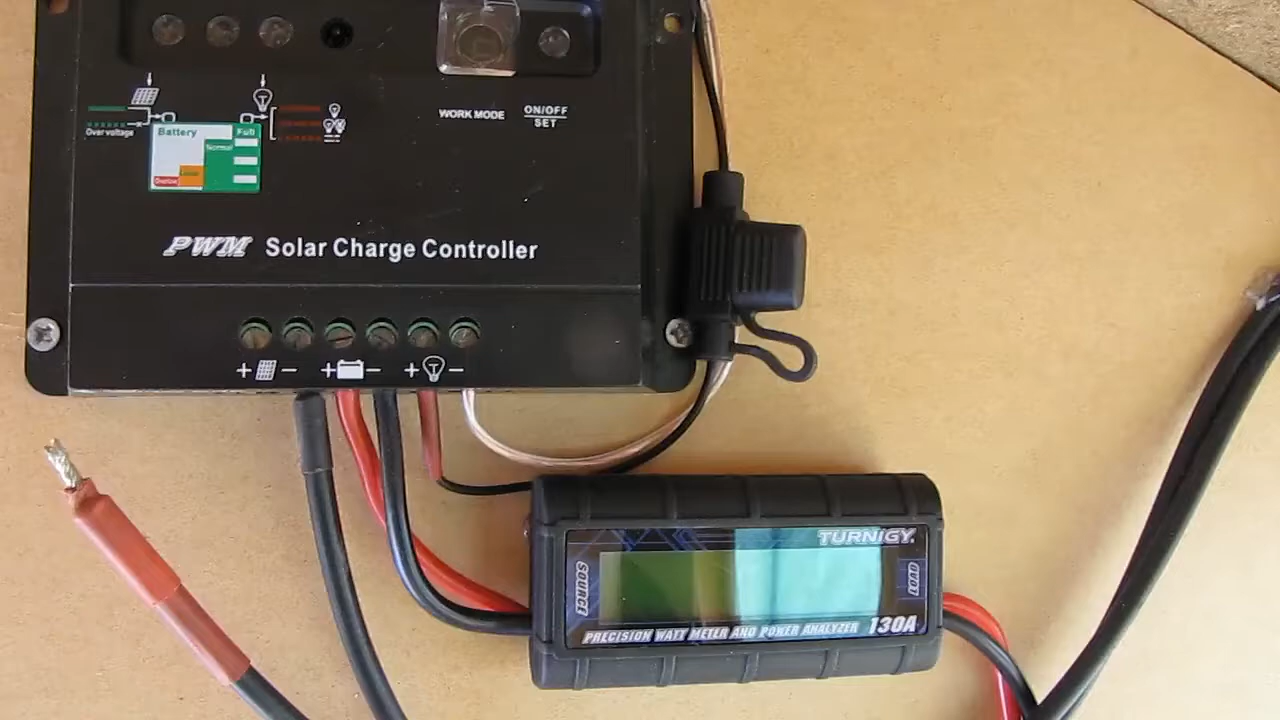 WORK MODE
ON/OFF
SET
Over voltage
Battery
Full
Normal
PWM Solar Charge Controller
+ -
+ -
+ -
TURNIGY
SOURCE
LOAD
PRECISION WATT METER AND POWER ANALYZER 130A